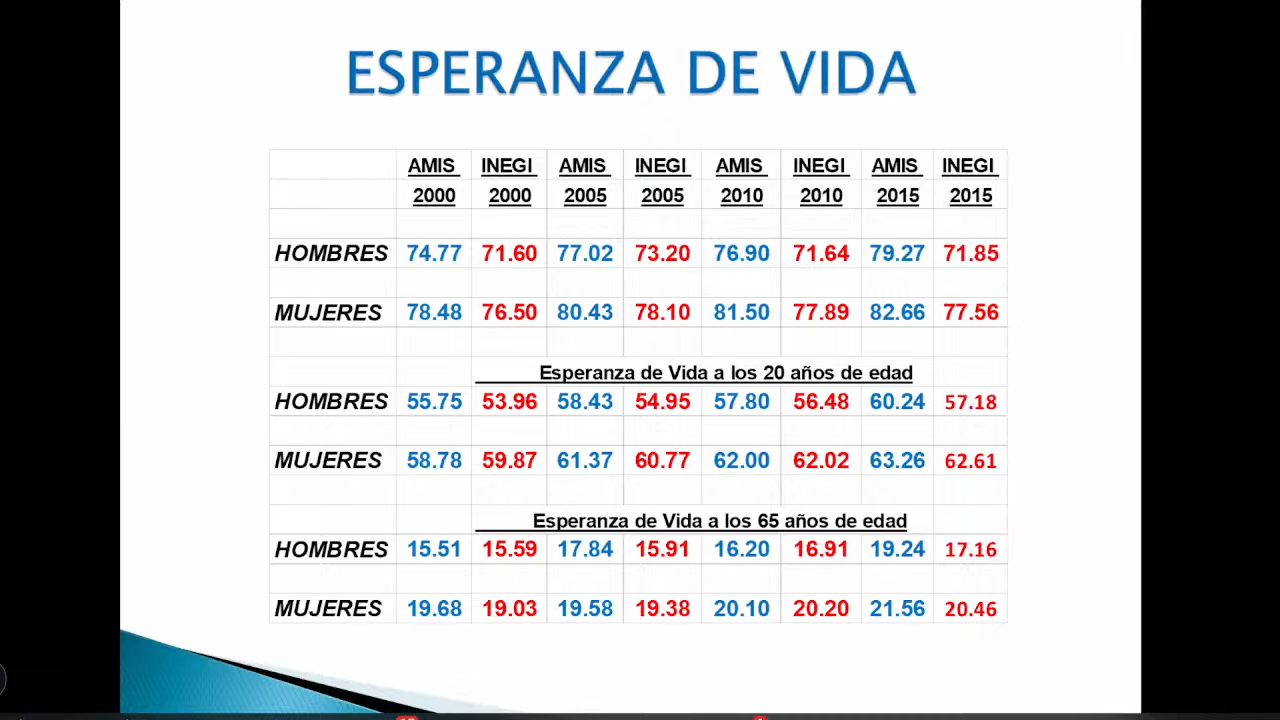 ESPERANZA DE VIDA
AMIS INEGI AMIS INEGI AMIS INEGI AMIS INEGI
2000 2000 2005 2005 2010 2010 2015 2015
HOMBRES 74.77 71.60 77.02 73.20 76.90 71.64 79.27 71.85
MUJERES 78.48 76.50 80.43 78.10 81.50 77.89 82.66 77.56
Esperanza de Vida a los 20 años de edad
HOMBRES 55.75 53.96 58.43 54.95 57.80 56.48 60.24 57.18
MUJERES 58.78 59.87 61.37 60.77 62.00 62.02 63.26 62.61
Esperanza de Vida a los 65 años de edad
HOMBRES 15.51 15.59 17.84 15.91 16.20 16.91 19.24 17.16
MUJERES 19.68 19.03 19.58 19.38 20.10 20.20 21.56 20.46